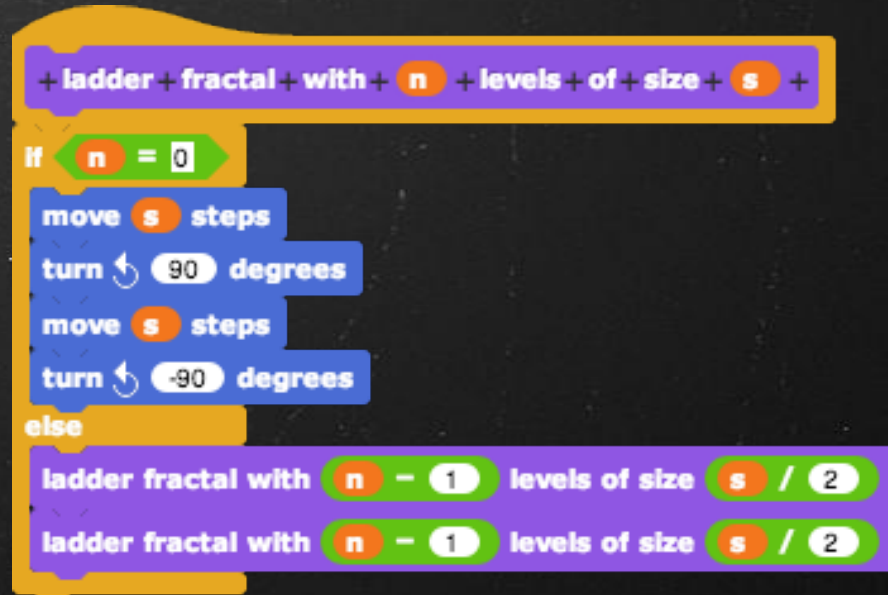 + ladder + fractal + with + n + levels + of + size + s +
if n = 0
move s steps
turn 90 degrees
move s steps
turn -90 degrees
else
ladder fractal with n - 1 levels of size s / 2
ladder fractal with n - 1 levels of size s / 2